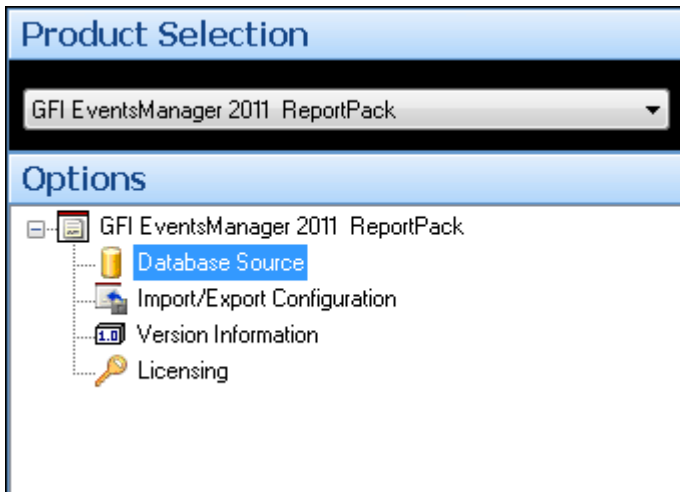 Product Selection
GFI EventsManager 2011 ReportPack
Options
GFI EventsManager 2011 ReportPack
Database Source
Import/Export Configuration
1.0 Version Information
Licensing